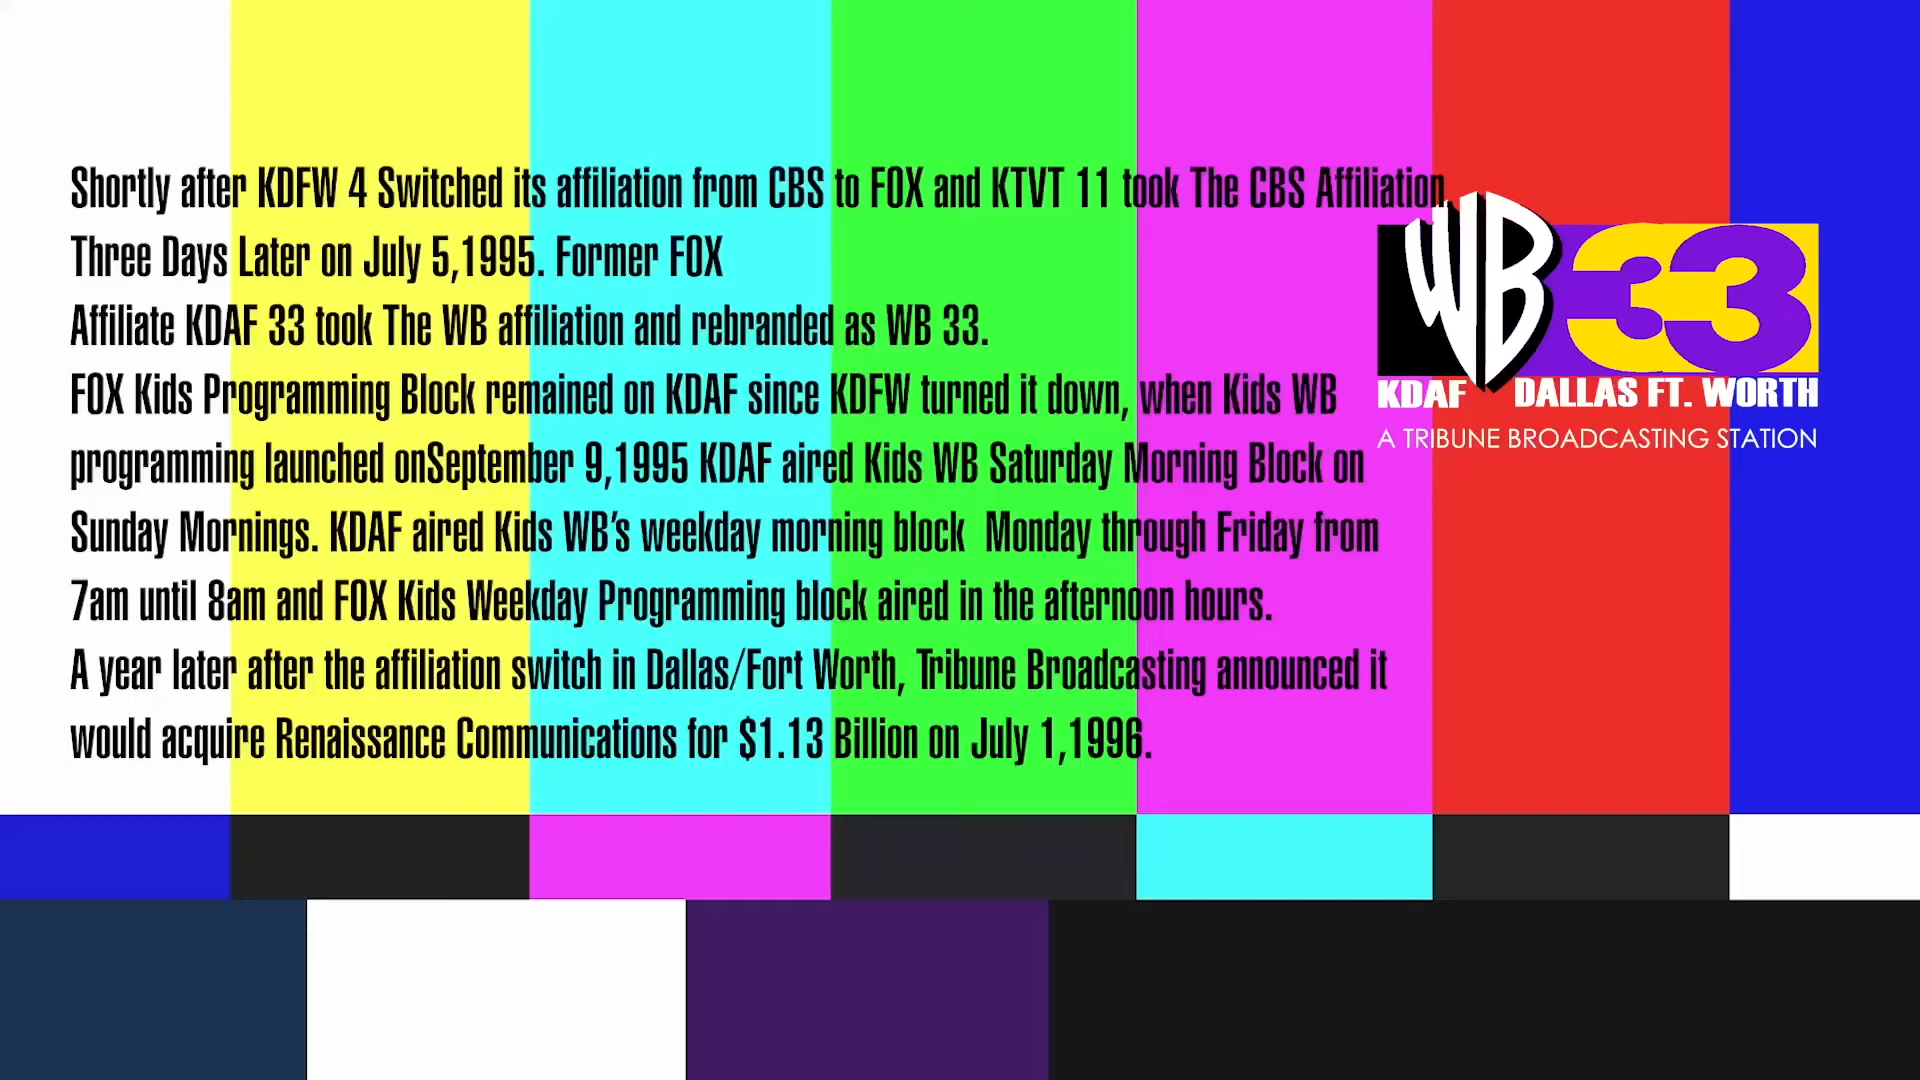 Shortly after KDFW 4 Switched its affiliation from CBS to FOX and KTVT 11 took The CBS Affiliation,
Three Days Later on July 5,1995. Former FOX
Affiliate KDAF 33 took The WB affiliation and rebranded as WB 33.
FOX Kids Programming Block remained on KDAF since KDFW turned it down, when Kids WB
programming launched onSeptember 9,1995 KDAF aired Kids WB Saturday Morning Block on
Sunday Mornings. KDAF aired Kids WB’s weekday morning block  Monday through Friday from
7am until 8am and FOX Kids Weekday Programming block aired in the afternoon hours.
A year later after the affiliation switch in Dallas/Fort Worth, Tribune Broadcasting announced it
would acquire Renaissance Communications for $1.13 Billion on July 1,1996.
WB 33
KDAF DALLAS FT. WORTH
A TRIBUNE BROADCASTING STATION